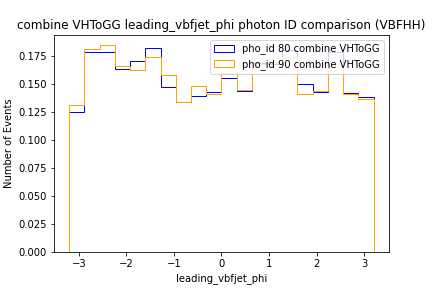 combine VHToGG leading_vbfjet_phi photon ID comparison (VBFHH)
pho_id 80 combine VHToGG
pho_id 90 combine VHToGG
0.175
0.150
0.125
0.100
0.075
0.050
0.025
0.000
Number of Events
−3 −2 −1 0 1 2 3
leading_vbfjet_phi